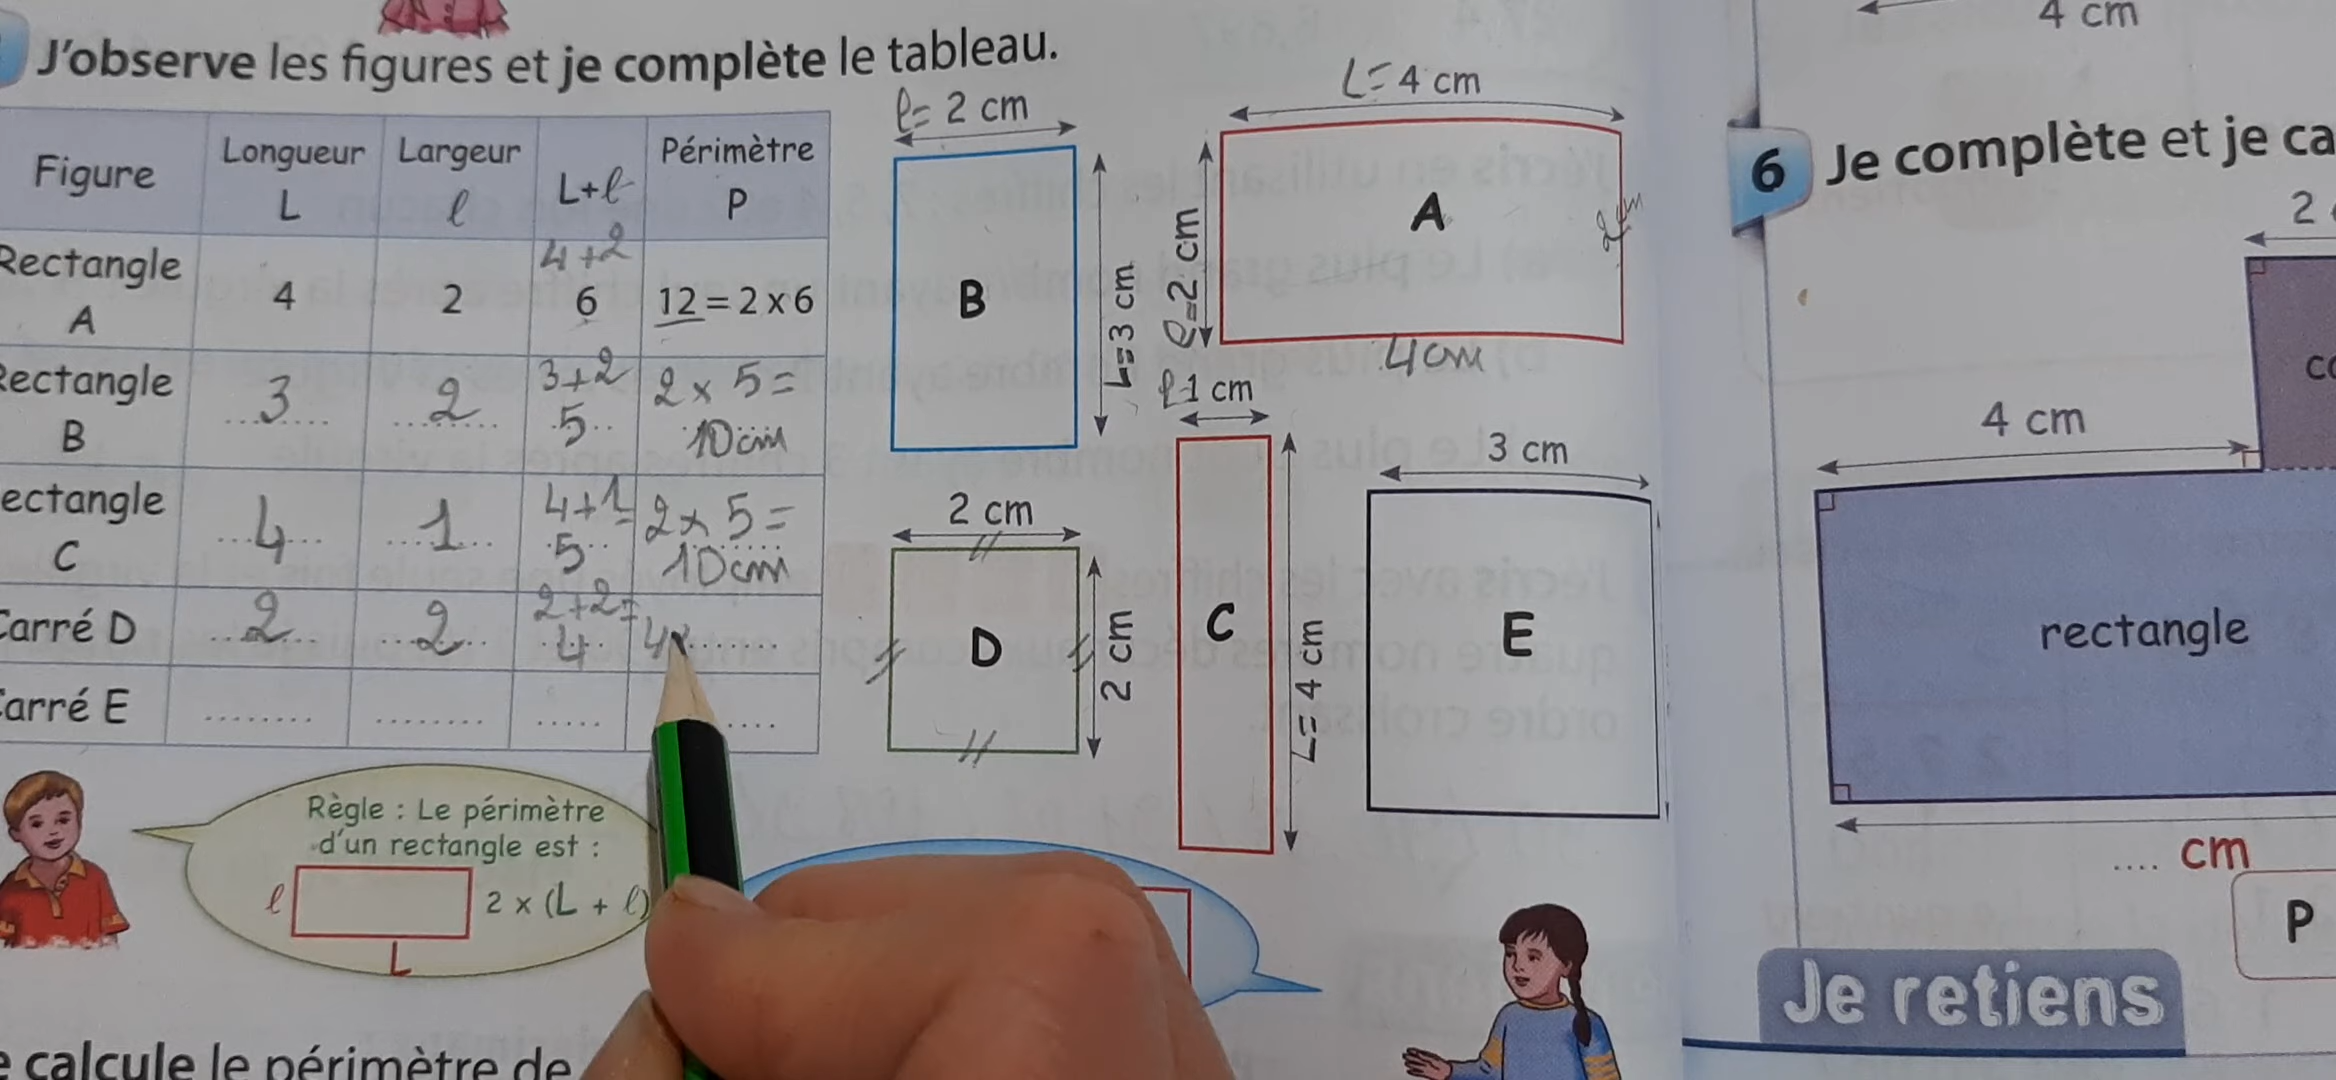 J'observe les figures et je complète le tableau.
Figure
Longueur
L
Largeur
ℓ
L+ℓ
Périmètre
P
Rectangle
A
4
2
4+2
6
12 = 2 x 6
Rectangle
B
3
2
3+2
5
2 x 5 =
10cm
ectangle
C
4
1
4+1=
5
2 x 5 =
10cm
Carré D
2
2
2+2=
4
4x
Carré E
Règle : Le périmètre
d'un rectangle est :
ℓ
2 x (L + ℓ)
L
e calcule le périmètre de
ℓ= 2 cm
B
L=3 cm
L= 4 cm
ℓ=2 cm
A
2cm
4cm
2 cm
D
2 cm
ℓ 1 cm
C
L=4 cm
3 cm
E
4 cm
6 Je complète et je ca
2
4 cm
rectangle
.... cm
P
Je retiens